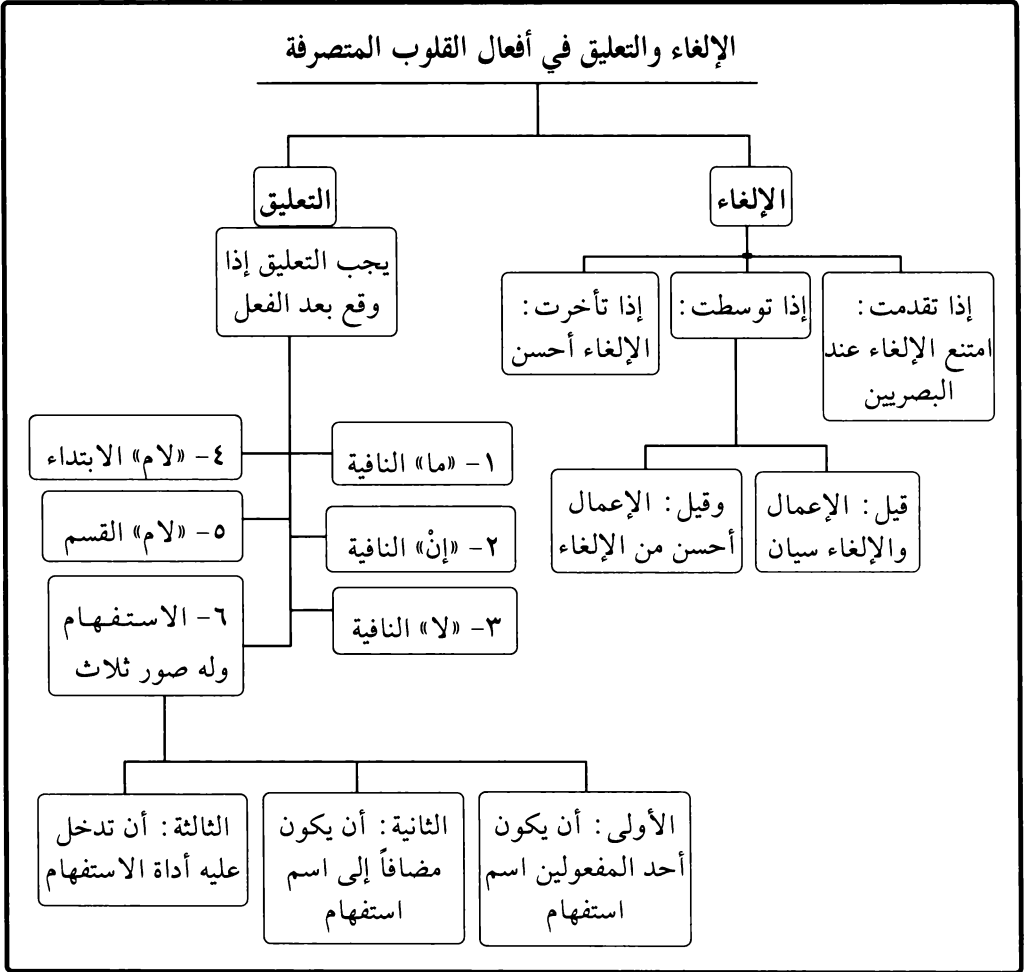 الإلغاء والتعليق في أفعال القلوب المتصرفة
الإلغاء
إذا تقدمت :
امتنع الإلغاء عند
البصريين
إذا توسطت :
قيل : الإعمال
والإلغاء سيان
وقيل : الإعمال
أحسن من الإلغاء
إذا تأخرت :
الإلغاء أحسن
التعليق
يجب التعليق إذا
وقع بعد الفعل
١- «ما» النافية
٢- «إنْ» النافية
٣- «لا» النافية
٤- «لام» الابتداء
٥- «لام» القسم
٦- الاستفهام
وله صور ثلاث
الأولى : أن يكون
أحد المفعولين اسم
استفهام
الثانية : أن يكون
مضافاً إلى اسم
استفهام
الثالثة : أن تدخل
عليه أداة الاستفهام